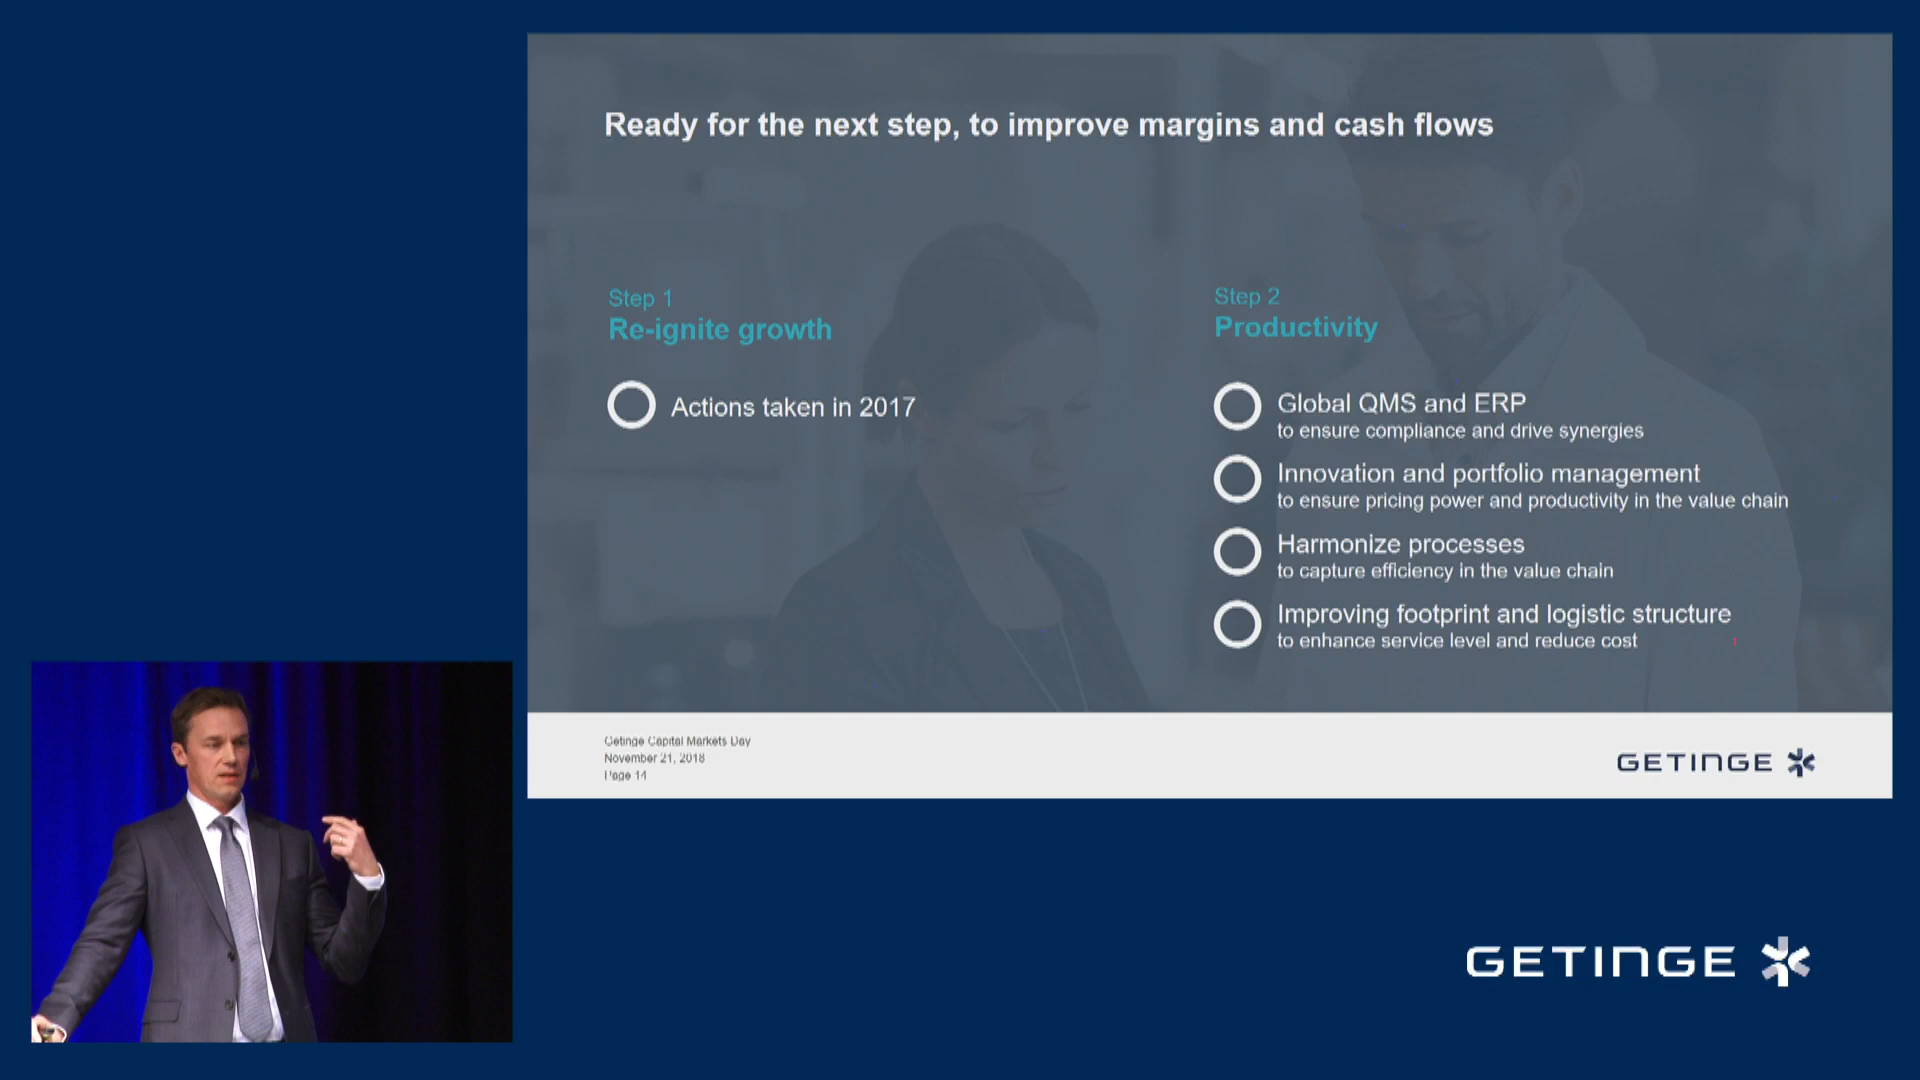 Ready for the next step, to improve margins and cash flows
Step 1
Re-ignite growth
Actions taken in 2017
Step 2
Productivity
Global QMS and ERP
to ensure compliance and drive synergies
Innovation and portfolio management
to ensure pricing power and productivity in the value chain
Harmonize processes
to capture efficiency in the value chain
Improving footprint and logistic structure
to enhance service level and reduce cost
Getinge Capital Markets Day
November 21, 2018
Page 14
GETINGE
GETINGE